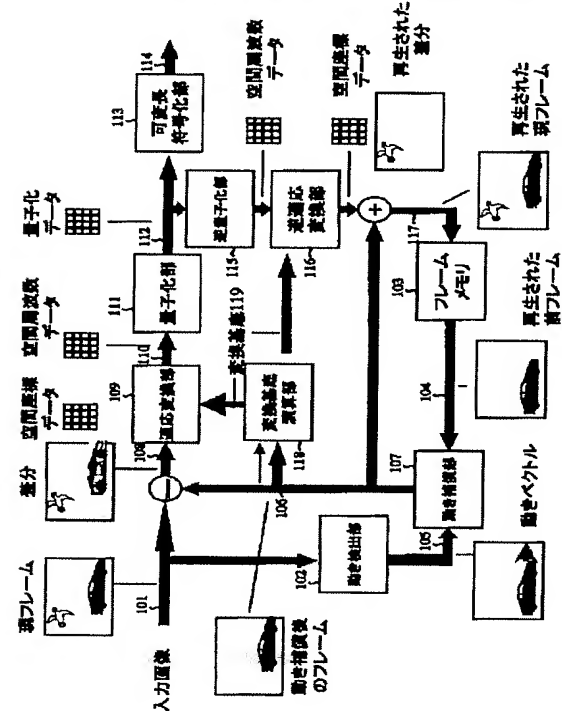 現フレーム
差分
空間座標
データ
空間周波数
データ
量子化
データ
入力画像
101
108
109
適応変換部
110
111
量子化部
112
113
可変長
符号化部
114
115
逆量子化部
空間周波数
データ
116
逆適応
変換部
空間座標
データ
再生された
差分
変換基底119
118
変換基底
演算部
106
102
動き検出部
105
動きベクトル
107
動き補償部
104
103
フレーム
メモリ
117
再生された
現フレーム
再生された
前フレーム
動き補償後
のフレーム